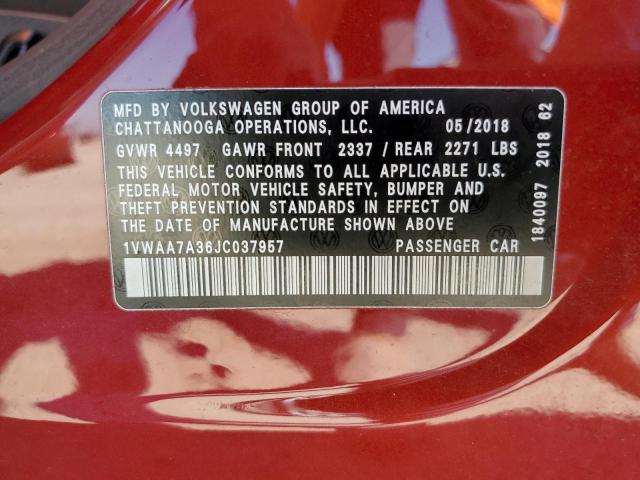 MFD BY VOLKSWAGEN GROUP OF AMERICA
CHATTANOOGA OPERATIONS, LLC. 05/2018
GVWR 4497 GAWR FRONT 2337 / REAR 2271 LBS
THIS VEHICLE CONFORMS TO ALL APPLICABLE U.S.
FEDERAL MOTOR VEHICLE SAFETY, BUMPER AND
THEFT PREVENTION STANDARDS IN EFFECT ON
THE DATE OF MANUFACTURE SHOWN ABOVE
1VWAA7A36JC037957 PASSENGER CAR
1840097 2018 62